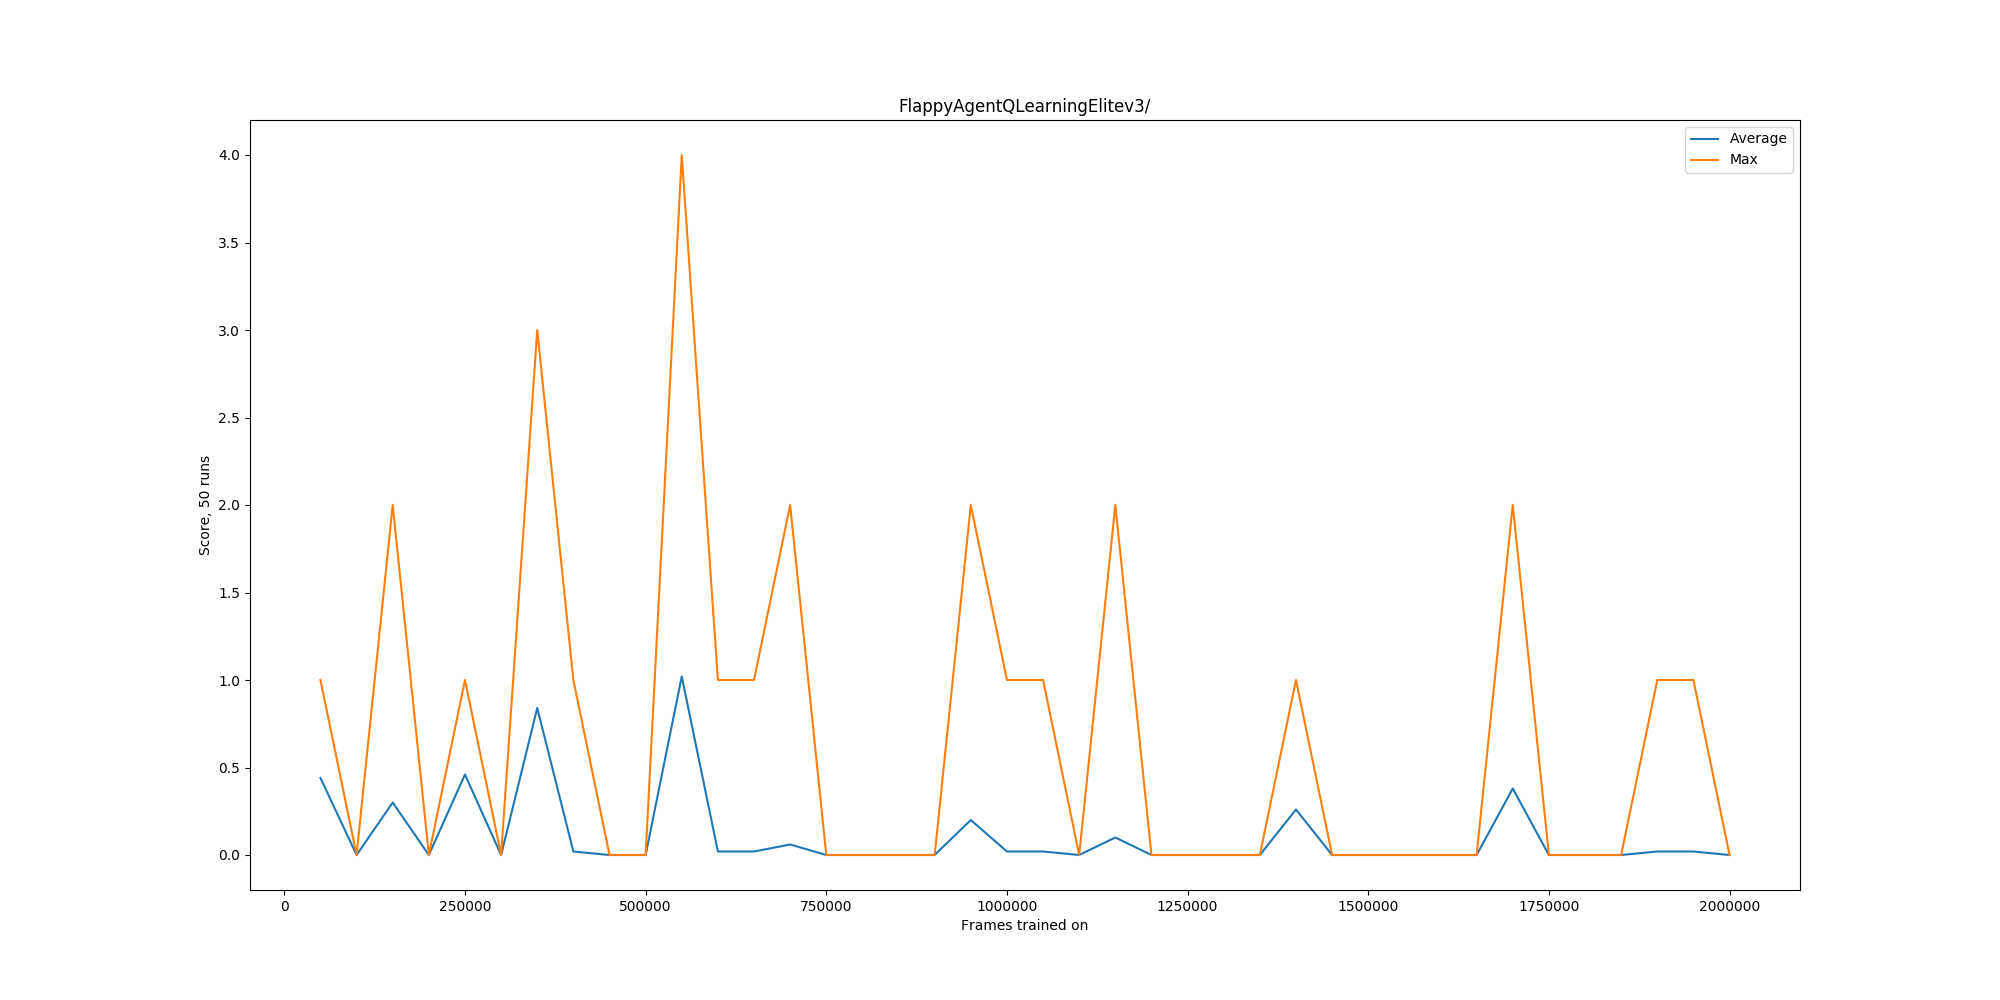 FlappyAgentQLearningElitev3/
Average
Max
4.0
3.5
3.0
2.5
2.0
1.5
1.0
0.5
0.0
Score, 50 runs
0 250000 500000 750000 1000000 1250000 1500000 1750000 2000000
Frames trained on